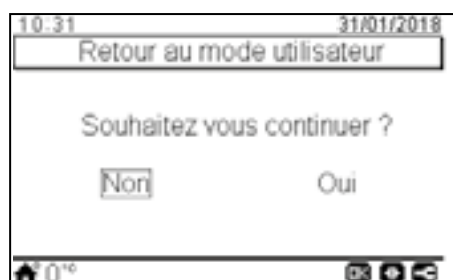 10:31 31/01/2018
Retour au mode utilisateur
Souhaitez vous continuer ?
Non Oui
0°C OK